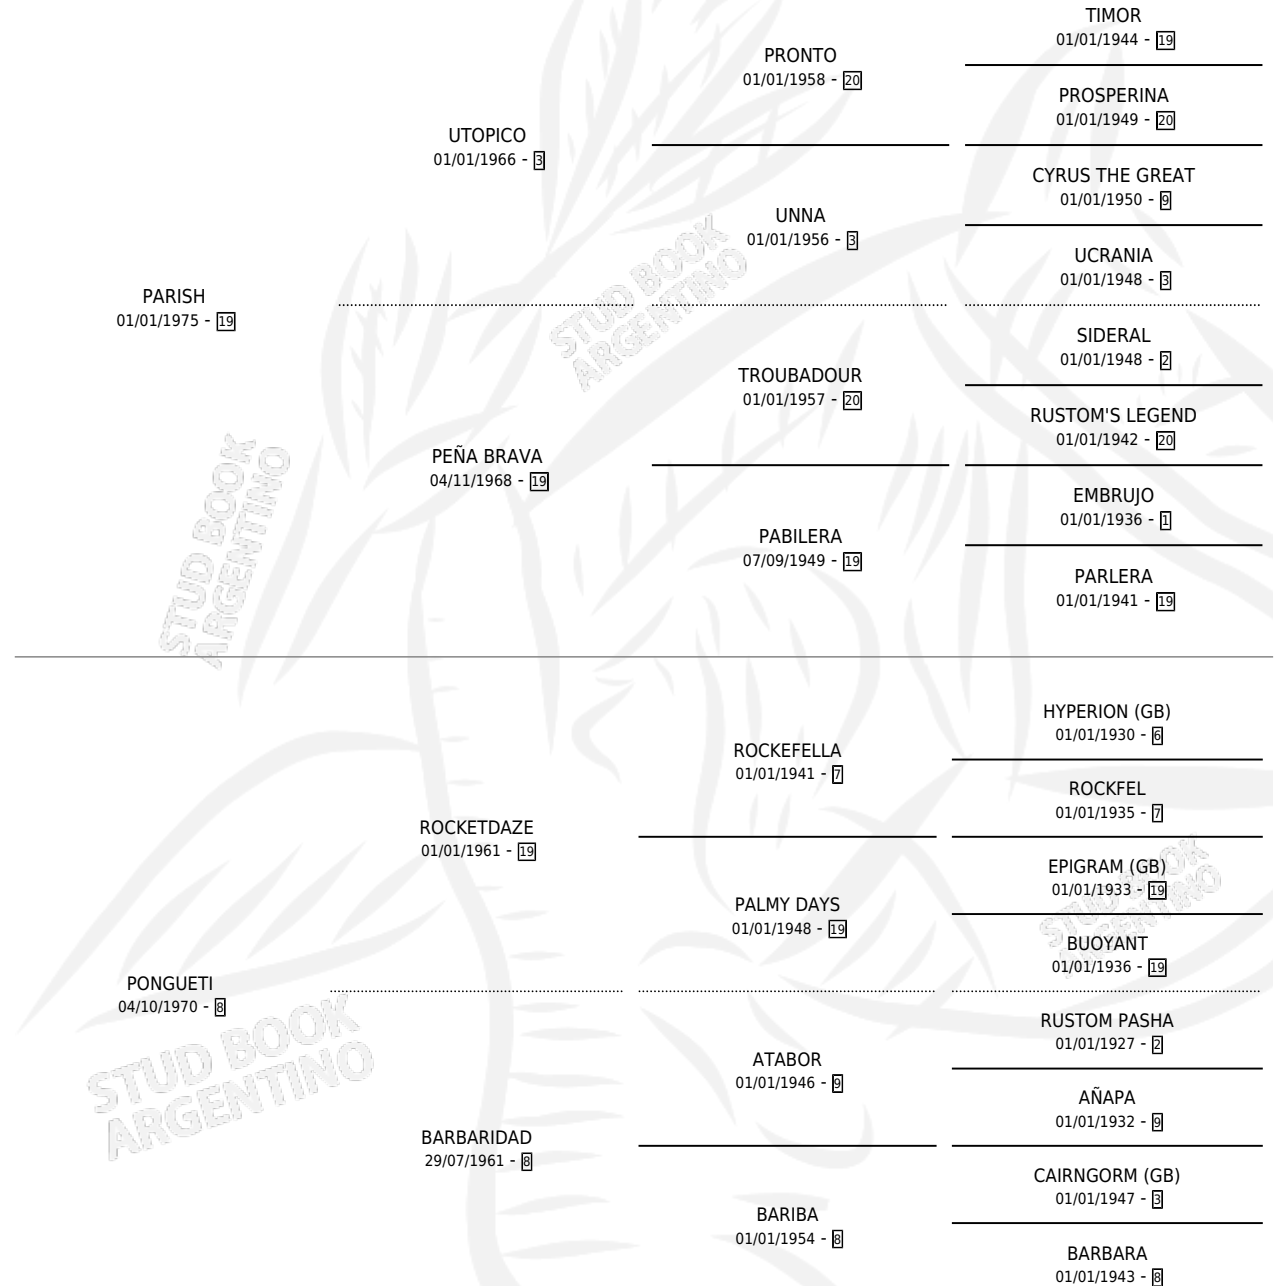 TIMOR
01/01/1944 - 19
PRONTO
01/01/1958 - 20
PROSPERINA
01/01/1949 - 20
UTOPICO
01/01/1966 - 3
CYRUS THE GREAT
01/01/1950 - 9
UNNA
01/01/1956 - 3
UCRANIA
01/01/1948 - 3
PARISH
01/01/1975 - 19
SIDERAL
01/01/1948 - 2
TROUBADOUR
01/01/1957 - 20
RUSTOM'S LEGEND
01/01/1942 - 20
PEÑA BRAVA
04/11/1968 - 19
EMBRUJO
01/01/1936 - 1
PABILERA
07/09/1949 - 19
PARLERA
01/01/1941 - 19
STUD BOOK
ARGENTINO
STUD BOOK
ARGENTINO
HYPERION (GB)
01/01/1930 - 6
ROCKEFELLA
01/01/1941 - 7
ROCKFEL
01/01/1935 - 7
ROCKETDAZE
01/01/1961 - 19
EPIGRAM (GB)
01/01/1933 - 19
PALMY DAYS
01/01/1948 - 19
BUOYANT
01/01/1936 - 19
STUD BOOK
ARGENTINO
PONGUETI
04/10/1970 - 8
RUSTOM PASHA
01/01/1927 - 2
ATABOR
01/01/1946 - 9
AÑAPA
01/01/1932 - 9
STUD BOOK
ARGENTINO
BARBARIDAD
29/07/1961 - 8
CAIRNGORM (GB)
01/01/1947 - 3
BARIBA
01/01/1954 - 8
BARBARA
01/01/1943 - 8